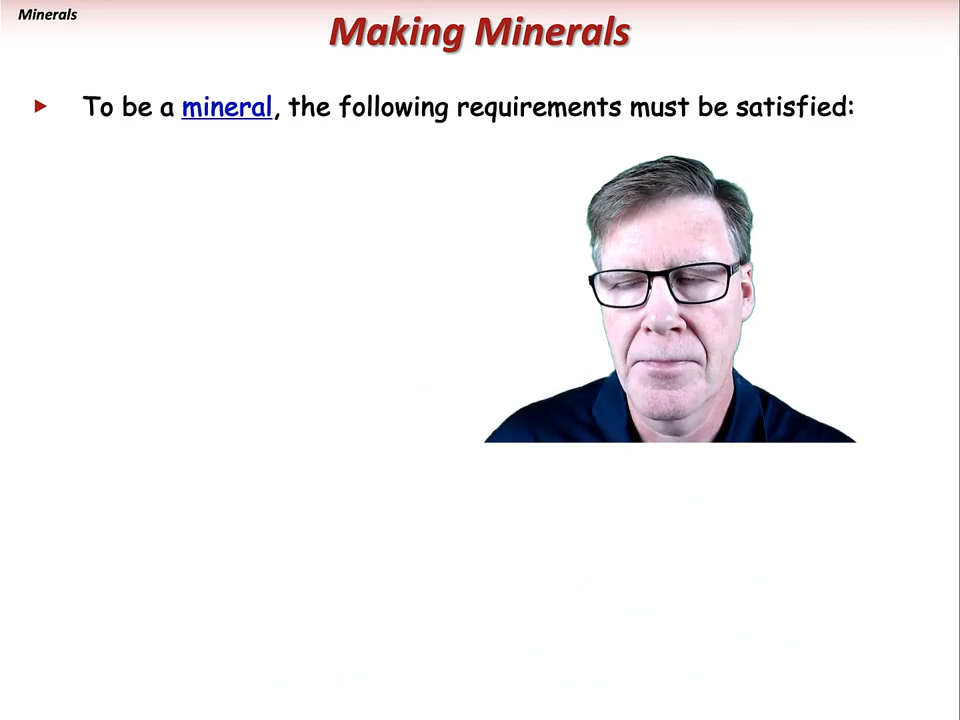 Minerals
Making Minerals
To be a mineral, the following requirements must be satisfied: